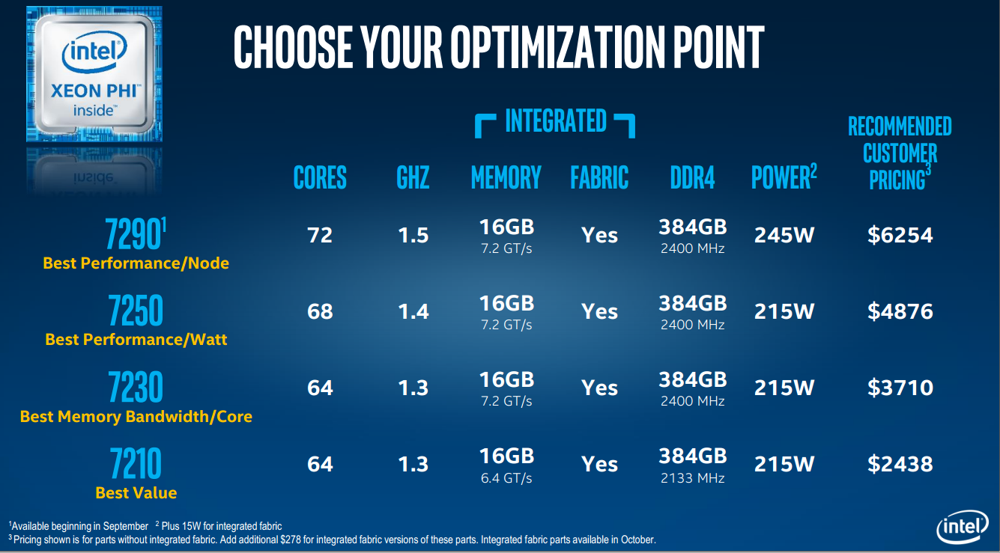 intel®
XEON PHI™
inside™
CHOOSE YOUR OPTIMIZATION POINT
INTEGRATED
RECOMMENDED
CUSTOMER
PRICING³
CORES GHZ MEMORY FABRIC DDR4 POWER²
7290¹ 72 1.5 16GB Yes 384GB 245W $6254
7.2 GT/s 2400 MHz
Best Performance/Node
7250 68 1.4 16GB Yes 384GB 215W $4876
7.2 GT/s 2400 MHz
Best Performance/Watt
7230 64 1.3 16GB Yes 384GB 215W $3710
7.2 GT/s 2400 MHz
Best Memory Bandwidth/Core
7210 64 1.3 16GB Yes 384GB 215W $2438
6.4 GT/s 2133 MHz
Best Value
¹Available beginning in September ² Plus 15W for integrated fabric
³ Pricing shown is for parts without integrated fabric. Add additional $278 for integrated fabric versions of these parts. Integrated fabric parts available in October.
intel®